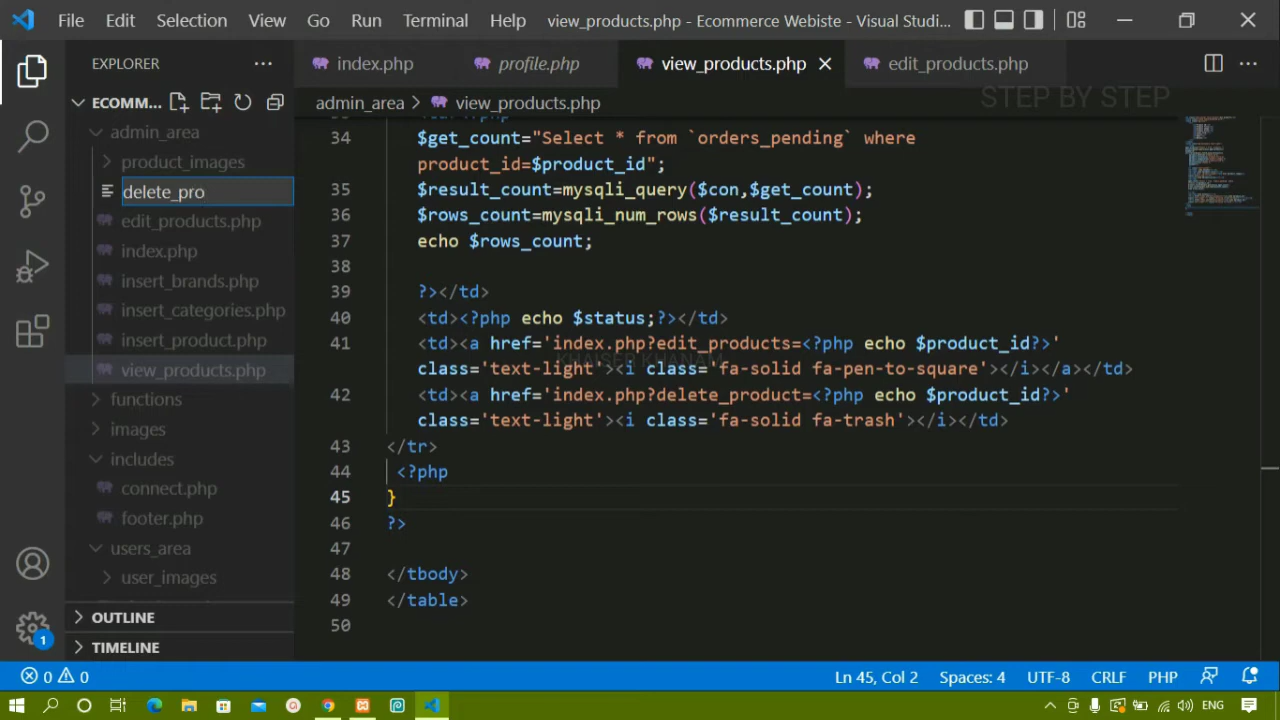 File Edit Selection View Go Run Terminal Help view_products.php - Ecommerce Webiste - Visual Studi...
EXPLORER
index.php profile.php view_products.php edit_products.php
STEP BY STEP
ECOMM...
admin_area > view_products.php
admin_area
product_images
delete_pro
edit_products.php
index.php
insert_brands.php
insert_categories.php
insert_product.php
view_products.php
functions
images
includes
connect.php
footer.php
users_area
user_images
OUTLINE
TIMELINE
34 $get_count="Select * from `orders_pending` where
product_id=$product_id";
35 $result_count=mysqli_query($con,$get_count);
36 $rows_count=mysqli_num_rows($result_count);
37 echo $rows_count;
38
39 ?></td>
40 <td><?php echo $status;?></td>
41 <td><a href='index.php?edit_products=<?php echo $product_id?>'
KHAISER KHANAM
class='text-light'><i class='fa-solid fa-pen-to-square'></i></a></td>
42 <td><a href='index.php?delete_product=<?php echo $product_id?>'
class='text-light'><i class='fa-solid fa-trash'></i></td>
43 </tr>
44 <?php
45 }
46 ?>
47
48 </tbody>
49 </table>
50
1
0 0 Ln 45, Col 2 Spaces: 4 UTF-8 CRLF PHP
ENG